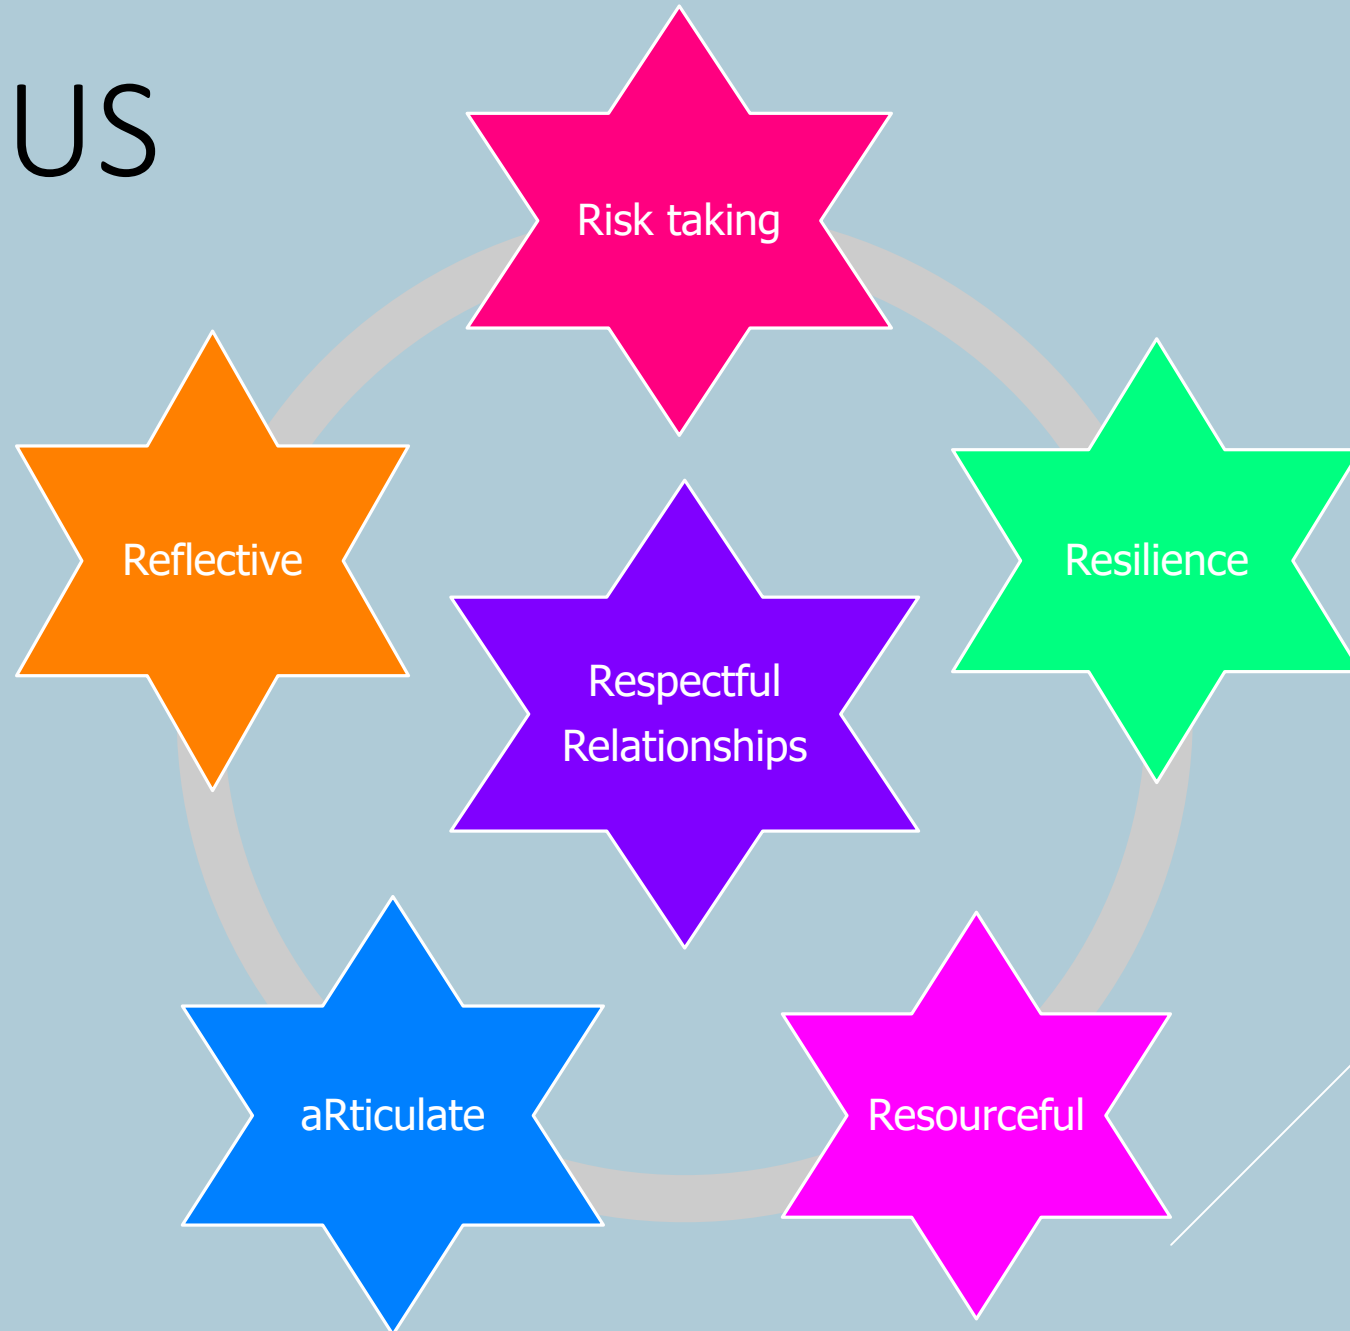 US
Risk taking
Reflective
Resilience
Respectful
Relationships
aRticulate
Resourceful